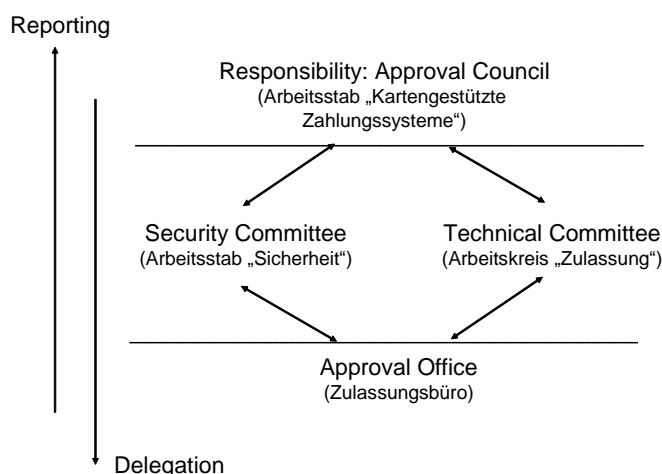 Reporting
Responsibility: Approval Council
(Arbeitsstab „Kartengestützte
Zahlungssysteme“)
Security Committee
(Arbeitsstab „Sicherheit“)
Technical Committee
(Arbeitskreis „Zulassung“)
Approval Office
(Zulassungsbüro)
Delegation